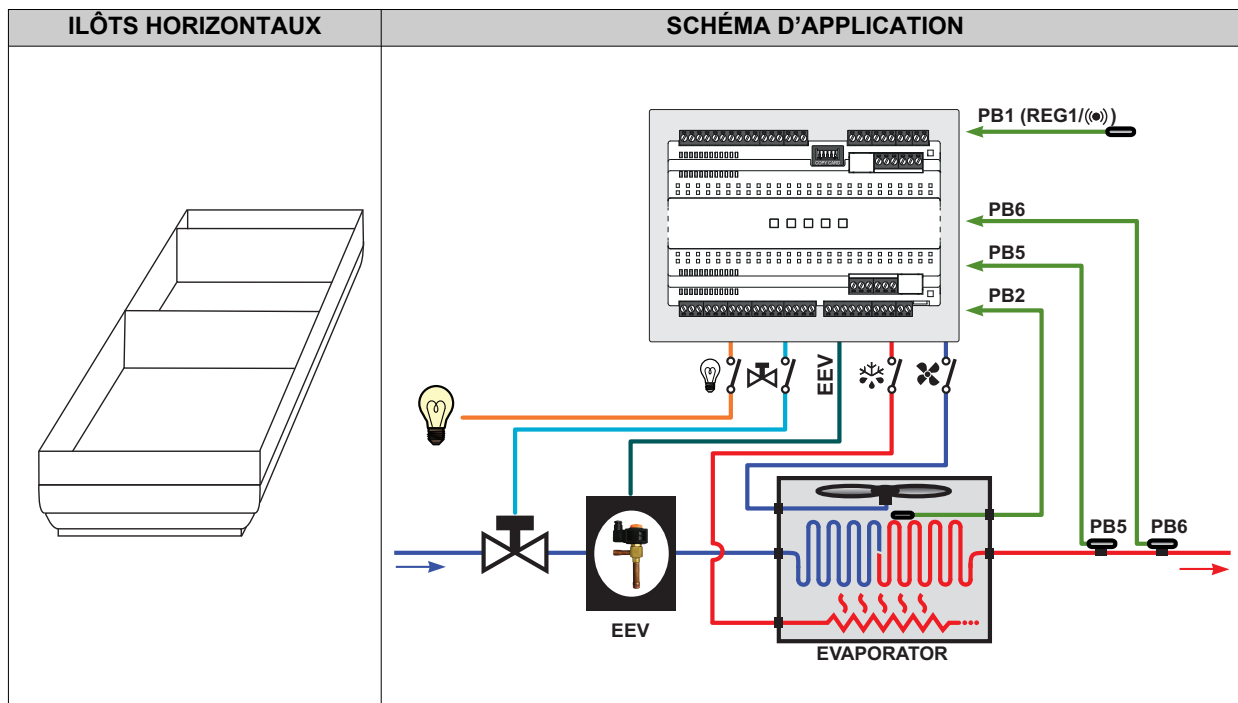 ILÔTS HORIZONTAUX
SCHÉMA D'APPLICATION
PB1 (REG1/ )
COPY CARD
PB6
PB5
PB2
EEV
PB5
PB6
EEV
EVAPORATOR